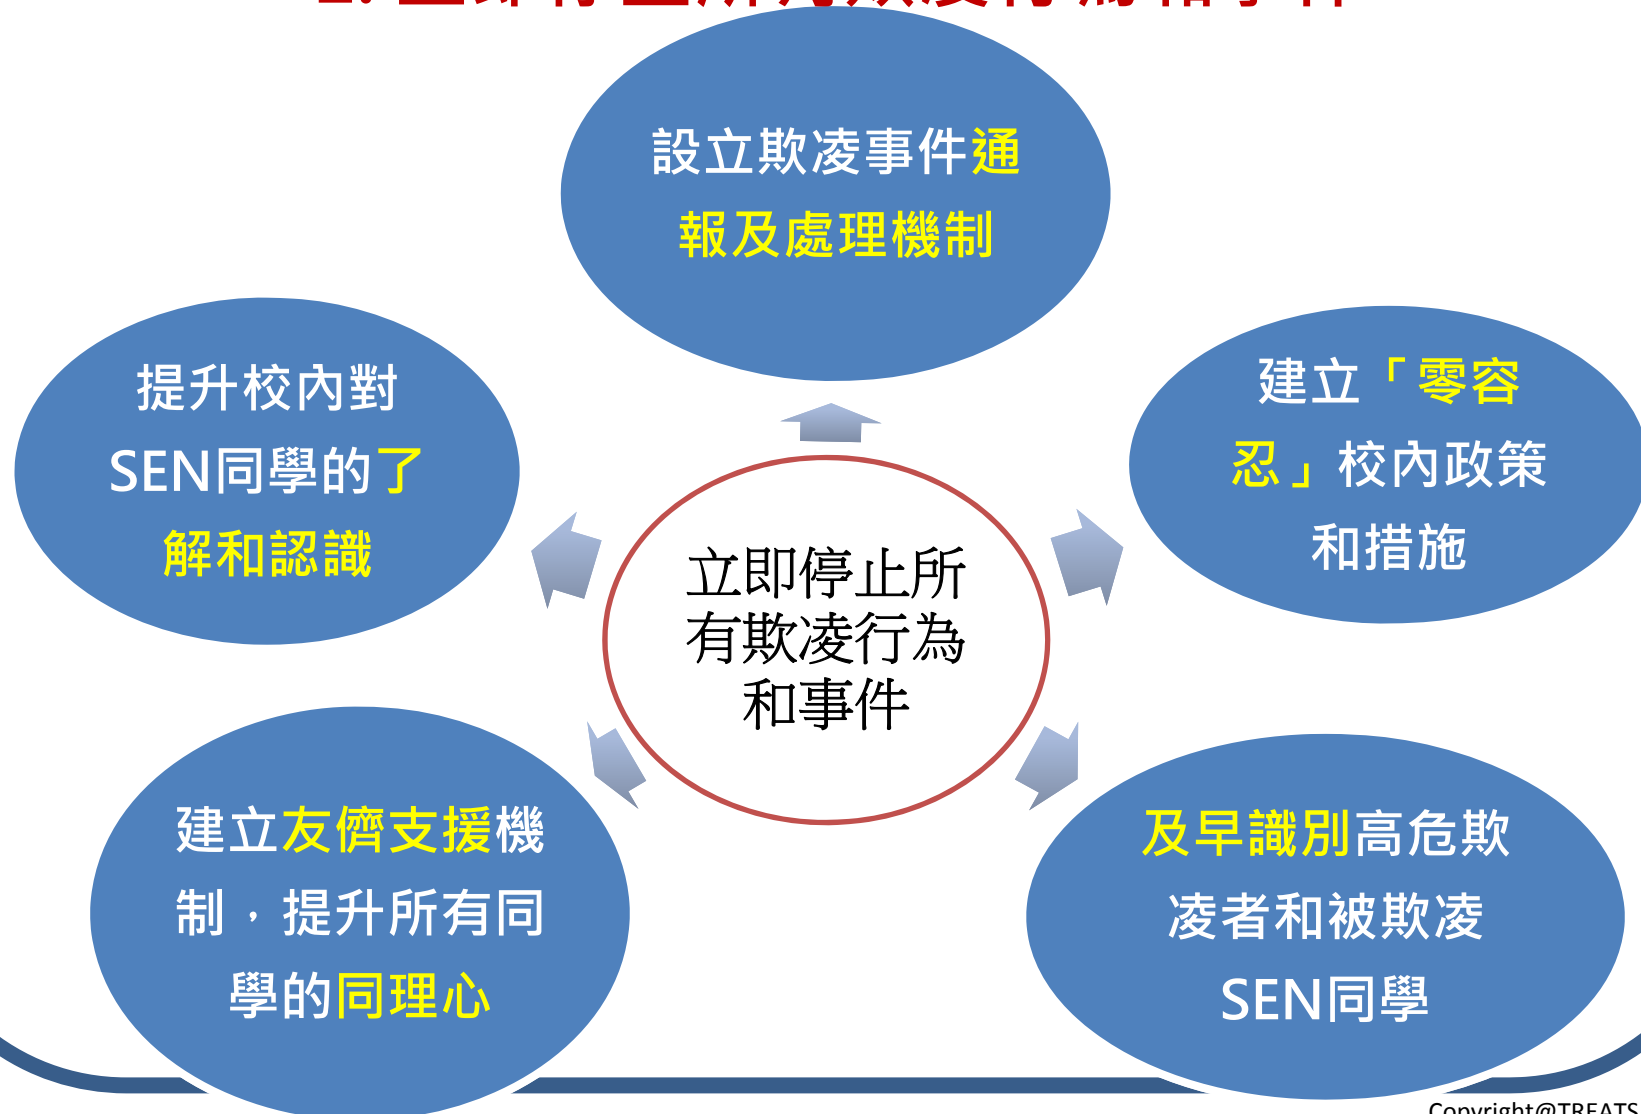 設立欺凌事件通
報及處理機制
提升校內對
SEN同學的了
解和認識
建立「零容
忍」校內政策
和措施
立即停止所
有欺凌行為
和事件
建立友儕支援機
制，提升所有同
學的同理心
及早識別高危欺
凌者和被欺凌
SEN同學
Copyright@TREATS